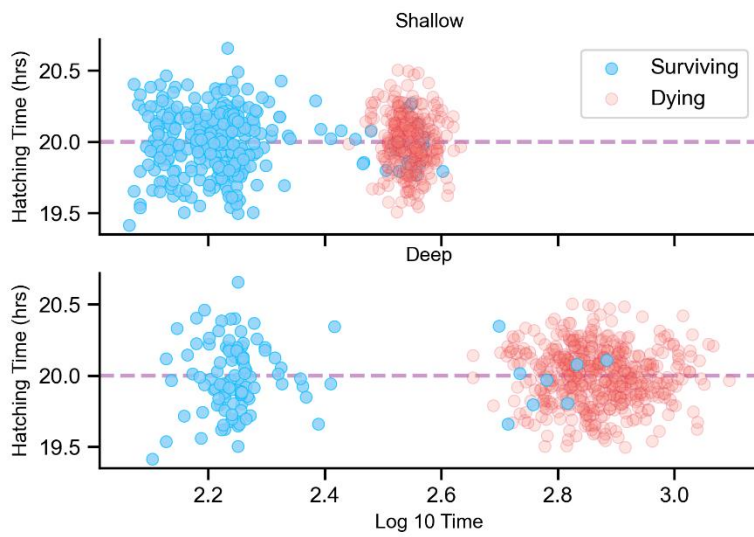 Shallow
Hatching Time (hrs)
20.5
20.0
19.5
Surviving
Dying
Deep
Hatching Time (hrs)
20.5
20.0
19.5
2.2 2.4 2.6 2.8 3.0
Log 10 Time